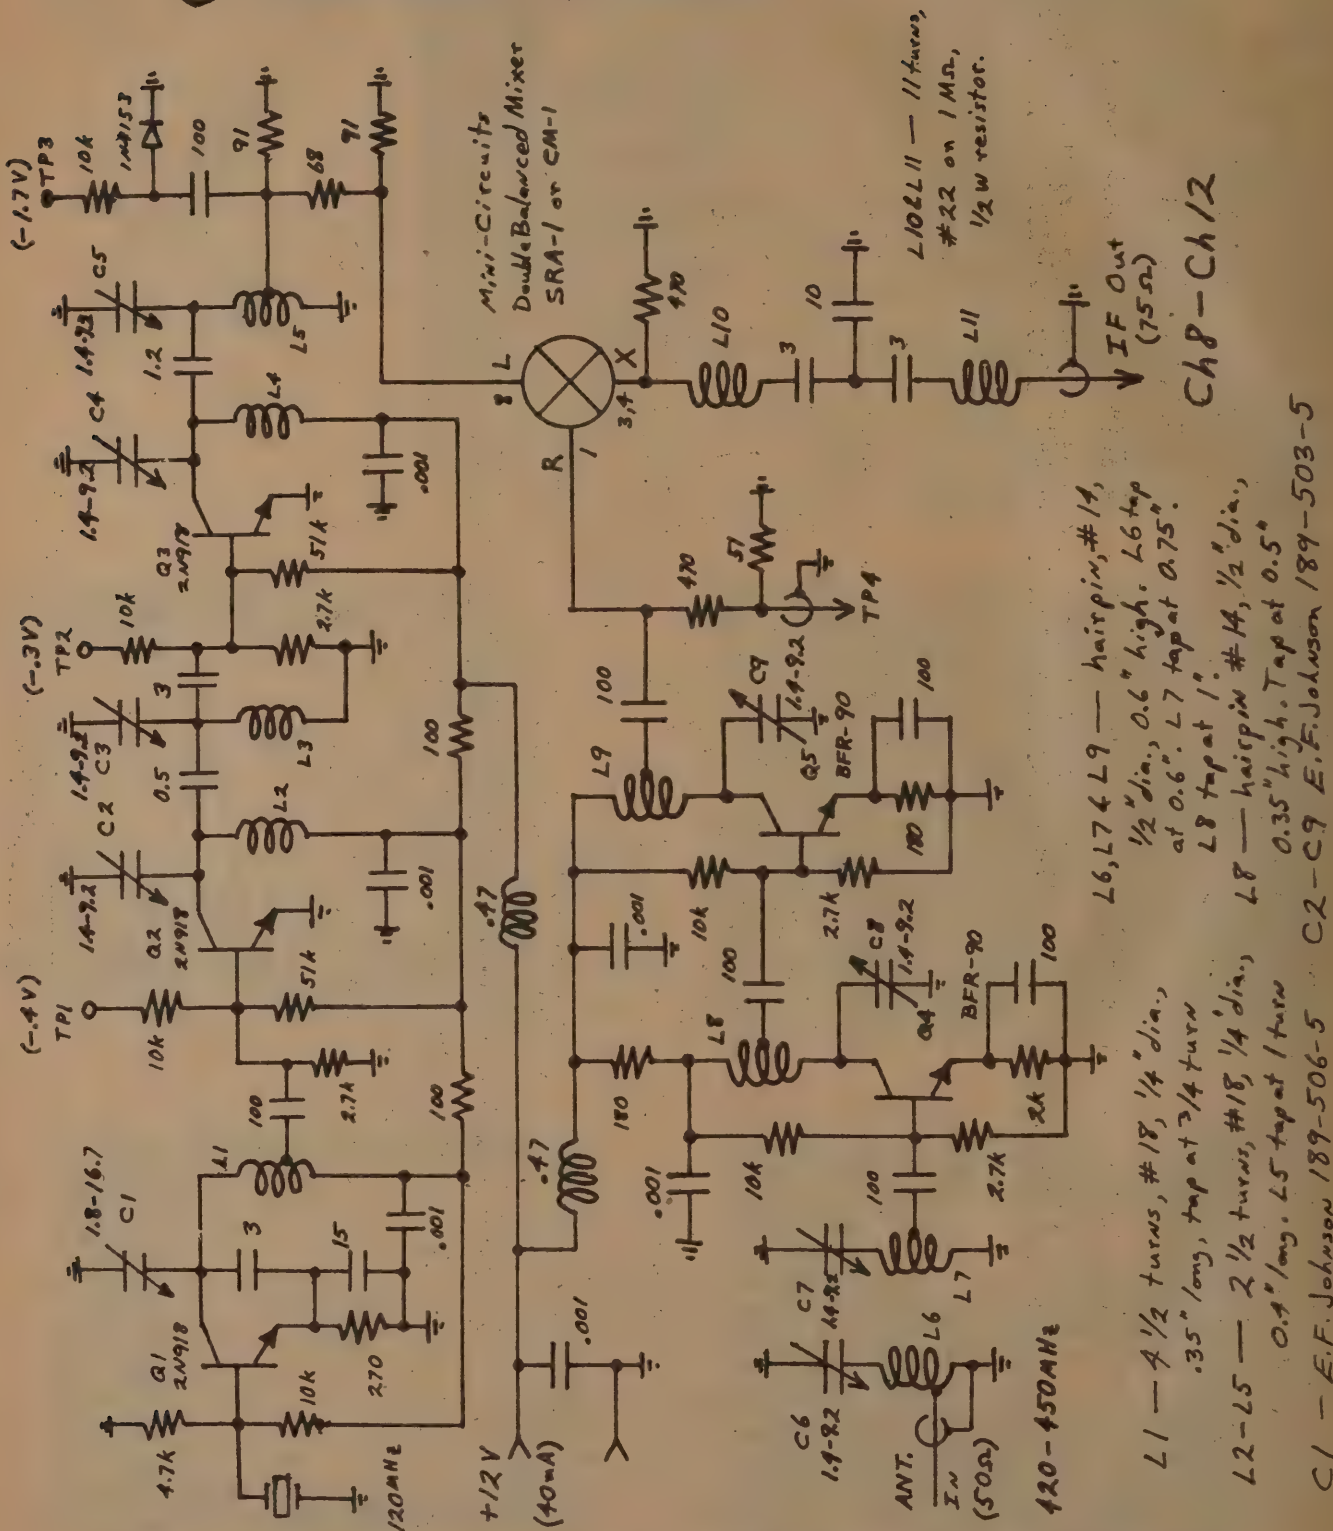 (-.4V)
TP1
(-.3V)
TP2
(-1.7V)
TP3
4.7k
Q1
2N918
10k
120MHz
1.8-16.7
C1
3
15
270
.001
L1
100
2.7k
100
10k
51k
Q2
2N918
1.4-9.2
C2
0.5
L2
.001
1.4-9.2
C3
L3
3
10k
2.7k
100
Q3
2N918
51k
1.4-9.2
C4
L4
.001
1.2
1.4-9.2
C5
L5
10k
1N4153
100
91
68
91
+12V
(40mA)
.001
.47
.47
Mini-Circuits
Double Balanced Mixer
SRA-1 or CM-1
8
L
R
1
3,4
X
470
L10
3
10
3
L11
IF Out
(75Ω)
L10&L11 — 11 turns,
#22 on 1 MΩ,
1/2 W resistor.
Ch8-Ch12
ANT.
IN
(50Ω)
420-450MHz
C6
1.4-9.2
L6
C7
1.4-9.2
L7
100
.001
10k
2.7k
180
L8
C8
1.4-9.2
Q4
BFR-90
2k
100
100
.001
10k
2.7k
L9
C9
1.4-9.2
Q5
BFR-90
180
100
100
470
51
TP4
L1 — 4 1/2 turns, #18, 1/4" dia.,
.35" long, tap at 3/4 turn
L2-L5 — 2 1/2 turns, #18, 1/4" dia.,
0.4" long. L5 tap at 1 turn
C1 — E.F. Johnson 189-506-5
L6, L7 & L9 — hairpin, #14,
1/2" dia., 0.6" high. L6 tap
at 0.6". L7 tap at 0.75".
L8 tap at 1".
L8 — hairpin #14, 1/2" dia.,
0.35" high. Tap at 0.5"
C2-C9 E.F. Johnson 189-503-5